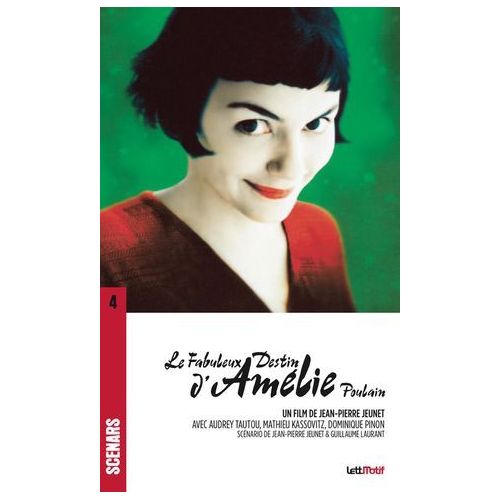 4
SCENARS
Le Fabuleux Destin
d'Amélie Poulain
UN FILM DE JEAN-PIERRE JEUNET
AVEC AUDREY TAUTOU, MATHIEU KASSOVITZ, DOMINIQUE PINON
SCÉNARIO DE JEAN-PIERRE JEUNET & GUILLAUME LAURANT
LettMotif